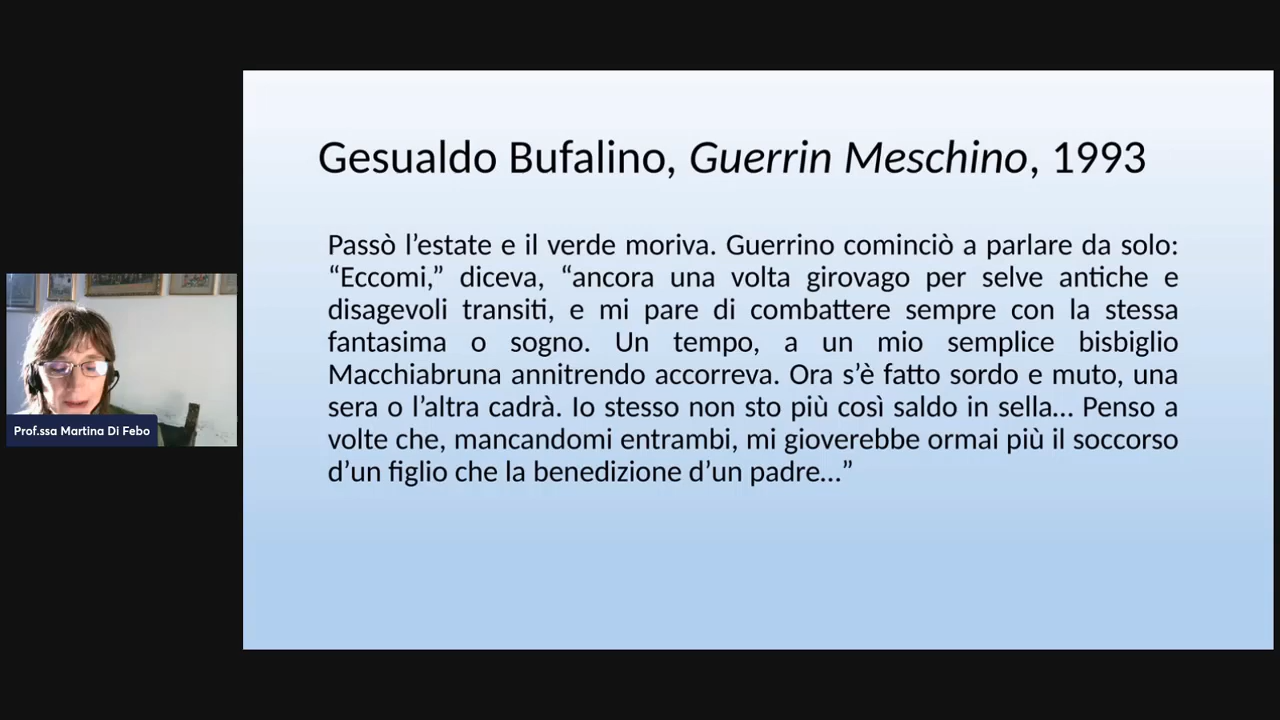 Gesualdo Bufalino, Guerrin Meschino, 1993
Passò l’estate e il verde moriva. Guerrino cominciò a parlare da solo:
“Eccomi,” diceva, “ancora una volta girovago per selve antiche e
disagevoli transiti, e mi pare di combattere sempre con la stessa
fantasima o sogno. Un tempo, a un mio semplice bisbiglio
Macchiabruna annitrendo accorreva. Ora s’è fatto sordo e muto, una
sera o l’altra cadrà. Io stesso non sto più così saldo in sella… Penso a
volte che, mancandomi entrambi, mi gioverebbe ormai più il soccorso
d’un figlio che la benedizione d’un padre…”
Prof.ssa Martina Di Febo